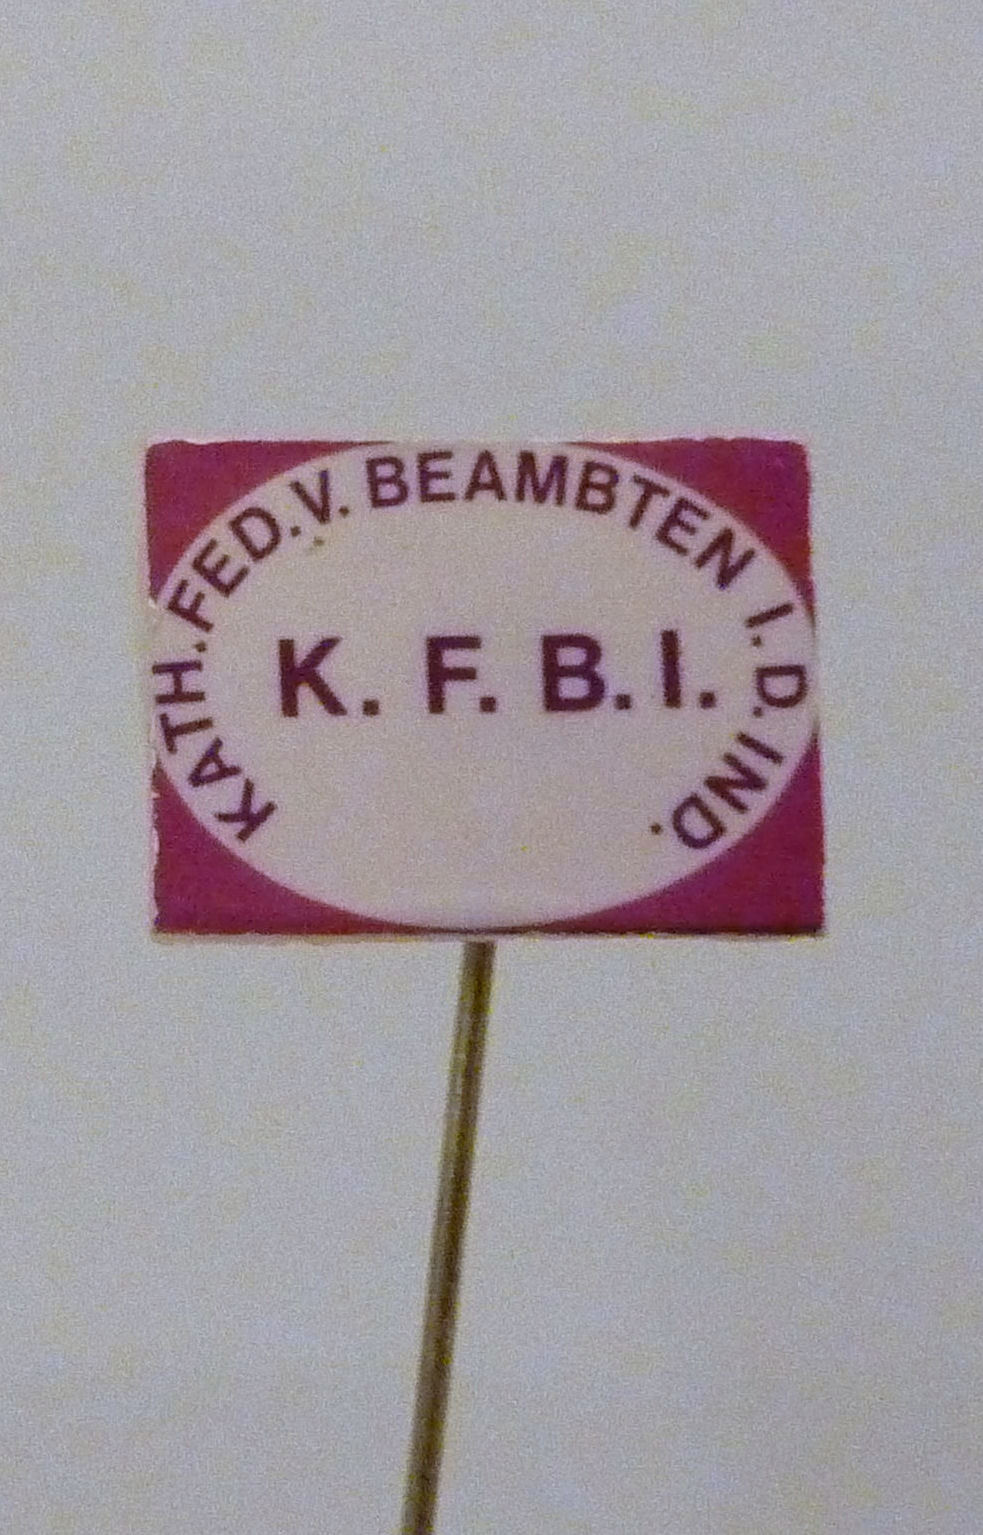 KATH.FED.V. BEAMBTEN I.D.IND.
K. F. B. I.